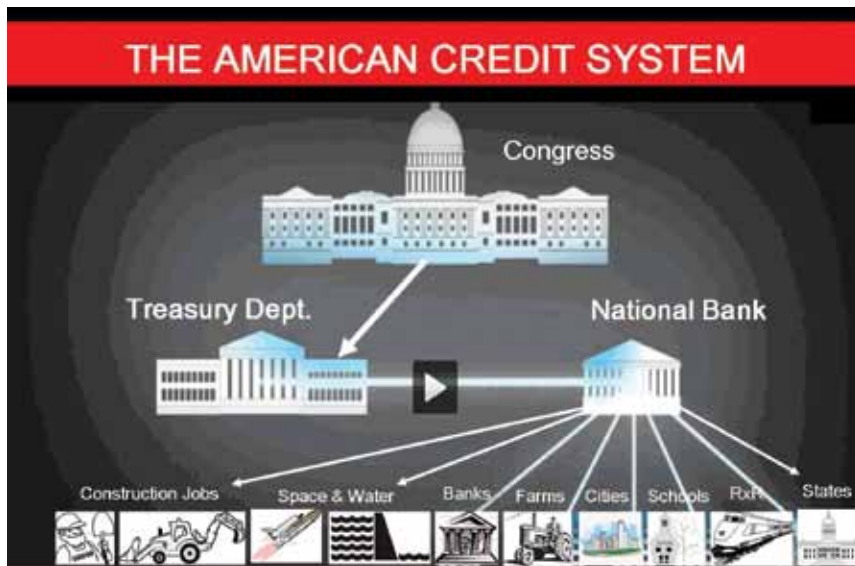 THE AMERICAN CREDIT SYSTEM
Congress
Treasury Dept.
National Bank
Construction Jobs
Space & Water
Banks
Farms
Cities
Schools
RxR
States